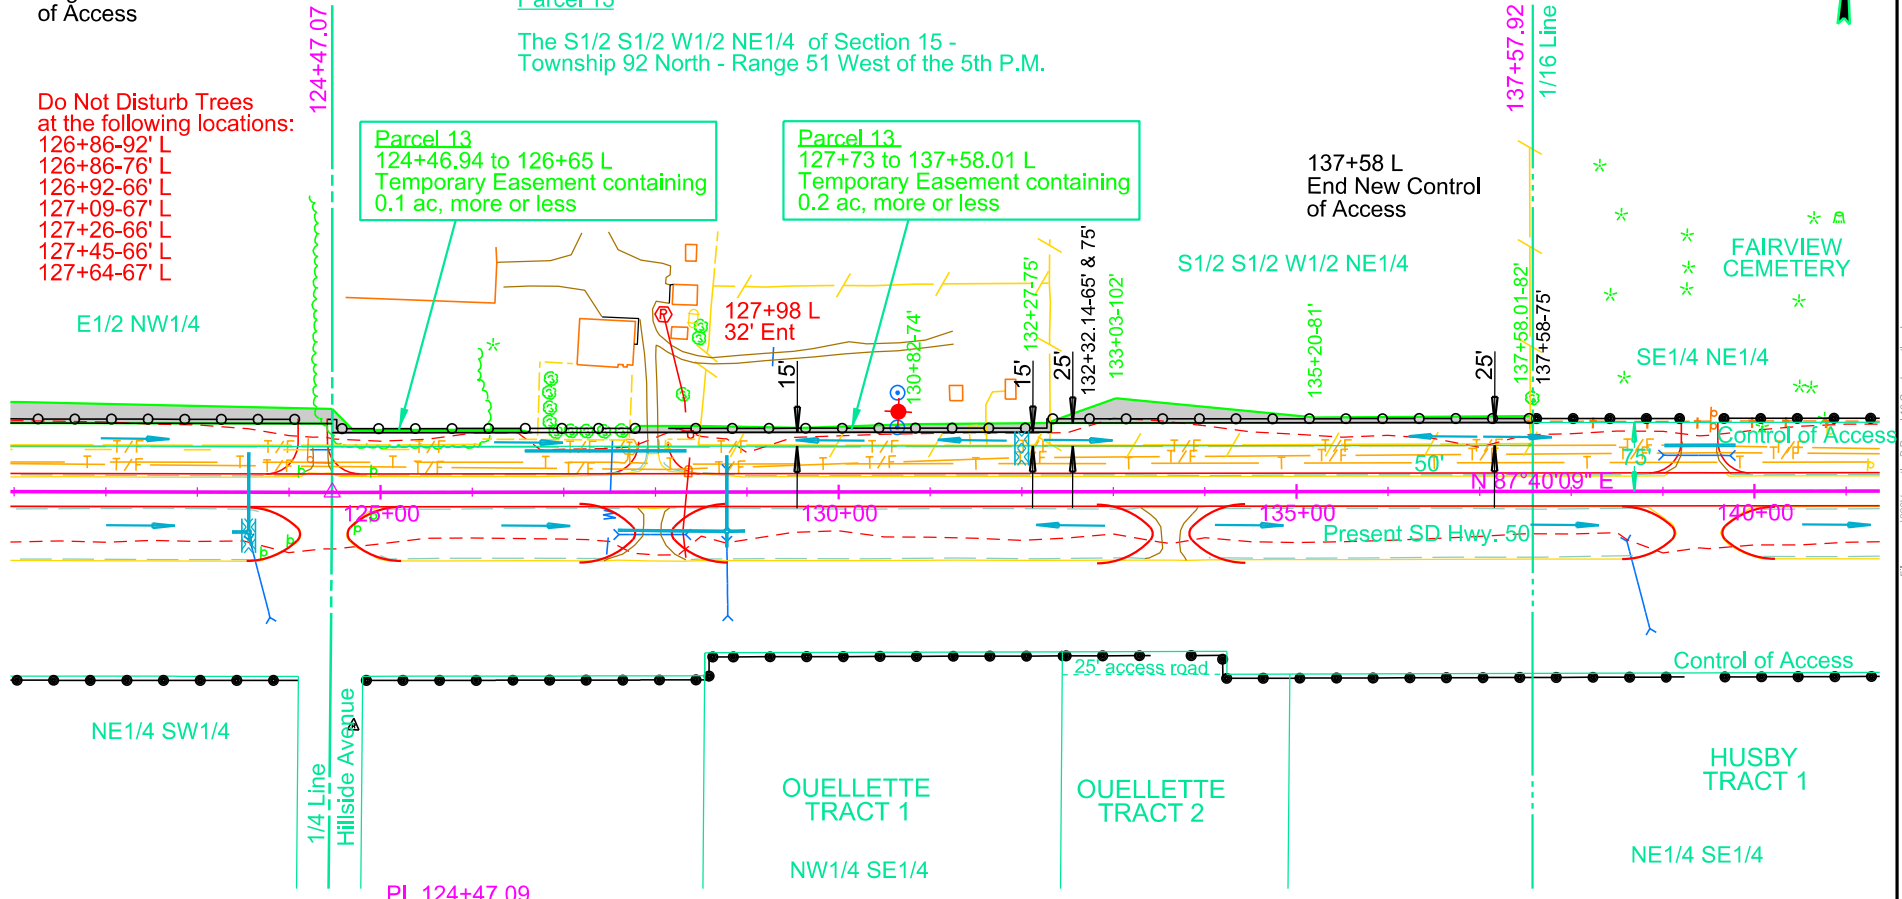 of Access
Parcel 13
The S1/2 S1/2 W1/2 NE1/4 of Section 15 -
Township 92 North - Range 51 West of the 5th P.M.
124+47.07
137+57.92
1/16 Line
Do Not Disturb Trees
at the following locations:
126+86-92' L
126+86-76' L
126+92-66' L
127+09-67' L
127+26-66' L
127+45-66' L
127+64-67' L
Parcel 13
124+46.94 to 126+65 L
Temporary Easement containing
0.1 ac, more or less
Parcel 13
127+73 to 137+58.01 L
Temporary Easement containing
0.2 ac, more or less
137+58 L
End New Control
of Access
FAIRVIEW
CEMETERY
S1/2 S1/2 W1/2 NE1/4
E1/2 NW1/4
127+98 L
32' Ent
SE1/4 NE1/4
15'
130+82-74'
132+27-75'
15'
25'
132+32.14-65' & 75'
133+03-102'
135+20-81'
25'
137+58.01-82'
137+58-75'
R
Control of Access
T/F
T
50'
75'
N 87°40'09" E
125+00
130+00
135+00
140+00
Present SD Hwy. 50
25' access road
Control of Access
NE1/4 SW1/4
1/4 Line
Hillside Avenue
OUELLETTE
TRACT 1
OUELLETTE
TRACT 2
HUSBY
TRACT 1
NW1/4 SE1/4
NE1/4 SE1/4
PI 124+47.09